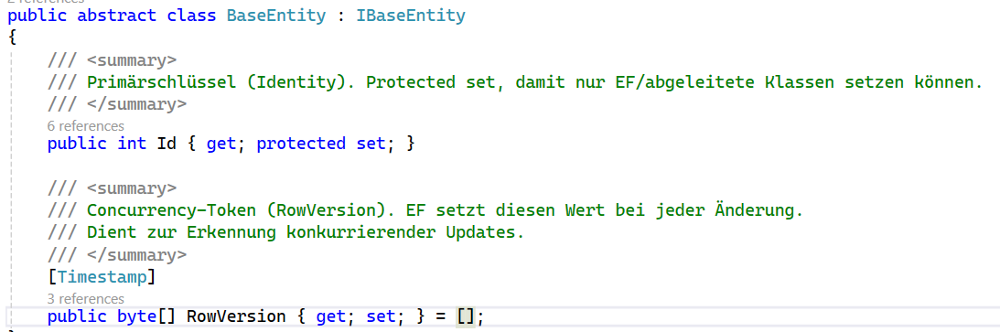 2 references
public abstract class BaseEntity : IBaseEntity
{
/// <summary>
/// Primärschlüssel (Identity). Protected set, damit nur EF/abgeleitete Klassen setzen können.
/// </summary>
6 references
public int Id { get; protected set; }
/// <summary>
/// Concurrency-Token (RowVersion). EF setzt diesen Wert bei jeder Änderung.
/// Dient zur Erkennung konkurrierender Updates.
/// </summary>
[Timestamp]
3 references
public byte[] RowVersion { get; set; } = [];